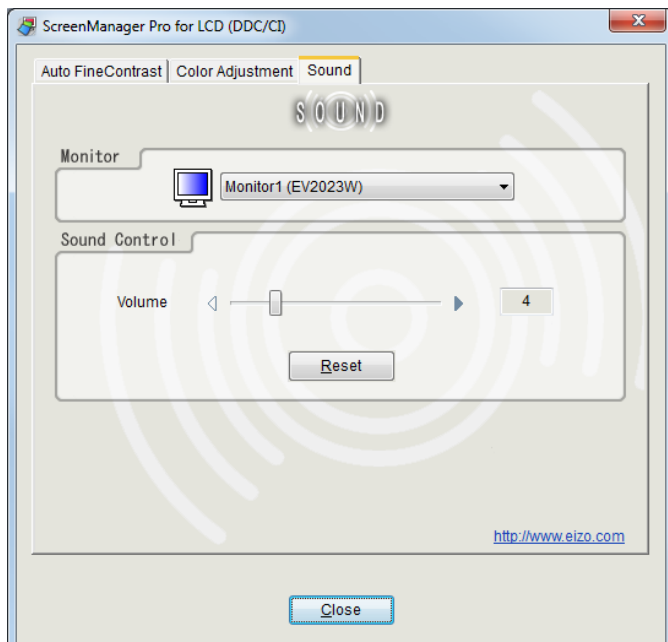 ScreenManager Pro for LCD (DDC/CI)
Auto FineContrast Color Adjustment Sound
SOUND
Monitor
Monitor1 (EV2023W)
Sound Control
Volume 4
Reset
http://www.eizo.com
Close